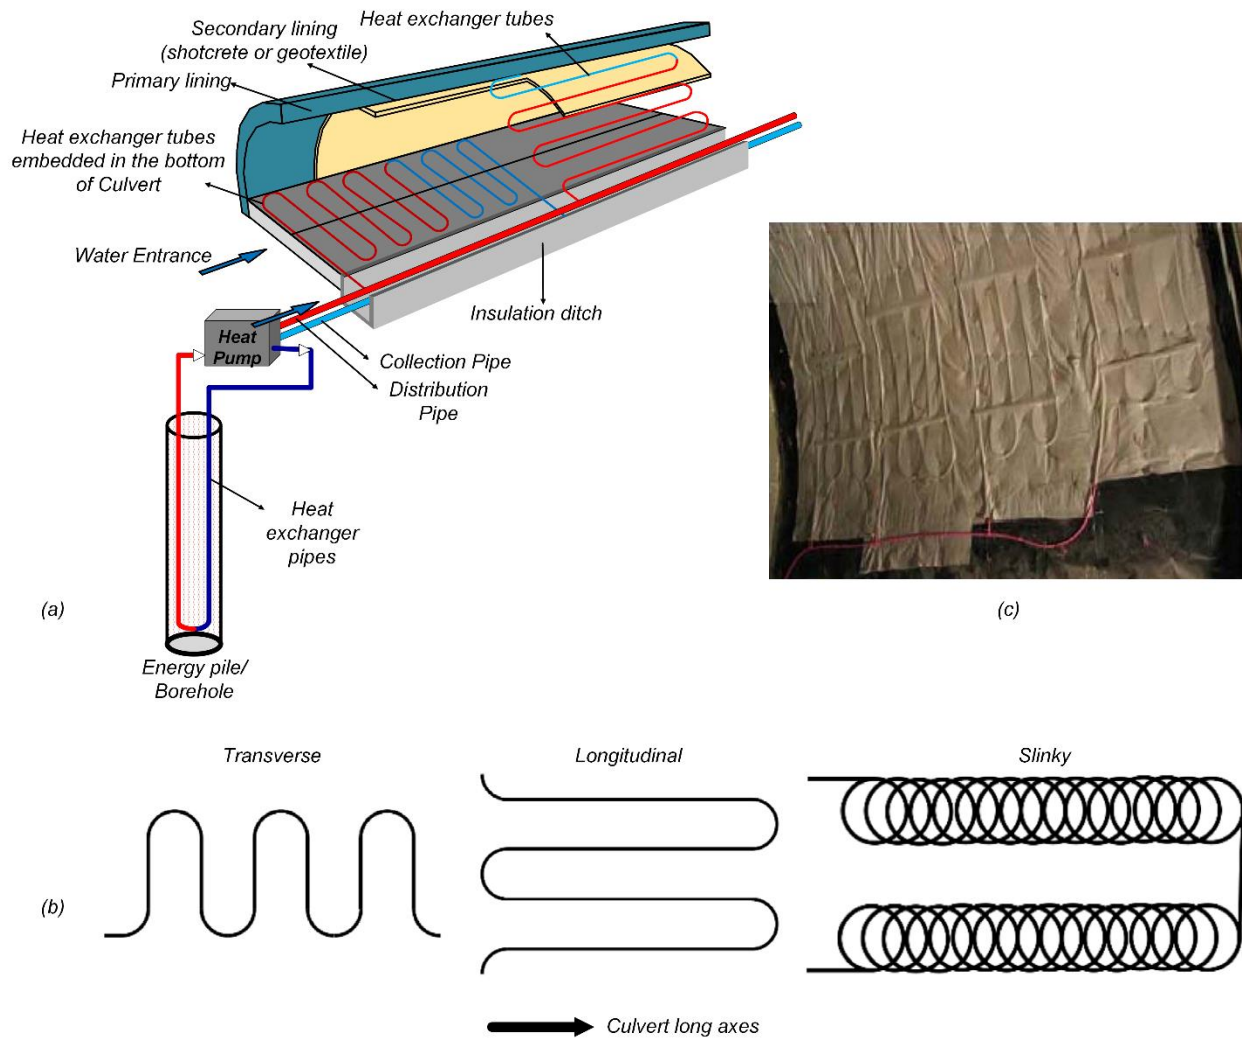 Heat exchanger tubes
Secondary lining
(shotcrete or geotextile)
Primary lining
Heat exchanger tubes
embedded in the bottom
of Culvert
Water Entrance
Heat
Pump
Insulation ditch
Collection Pipe
Distribution
Pipe
Heat
exchanger
pipes
(a)
(c)
Energy pile/
Borehole
Transverse
Longitudinal
Slinky
(b)
Culvert long axes